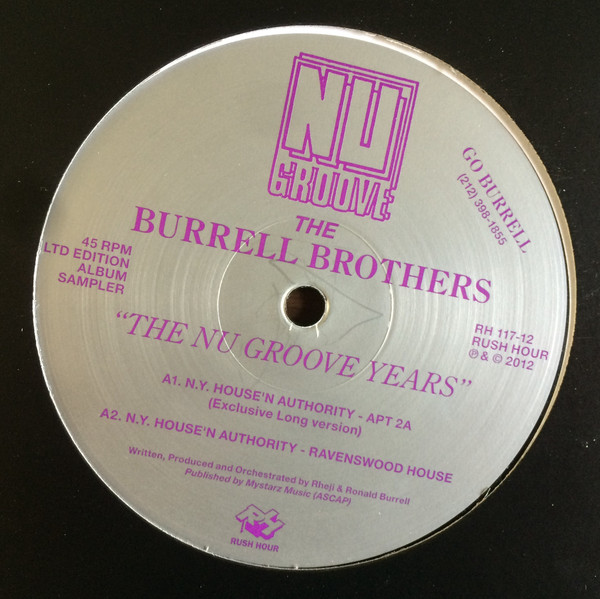 NU
GROOVE
GO BURRELL
(212) 398-1855
THE
BURRELL BROTHERS
45 RPM
LTD EDITION
ALBUM
SAMPLER
RH 117-12
RUSH HOUR
℗ & © 2012
"THE NU GROOVE YEARS"
A1. N.Y. HOUSE'N AUTHORITY - APT 2A
(Exclusive Long version)
A2. N.Y. HOUSE'N AUTHORITY - RAVENSWOOD HOUSE
Written, Produced and Orchestrated by Rheji & Ronald Burrell
Published by Mystarz Music (ASCAP)
RH
RUSH HOUR